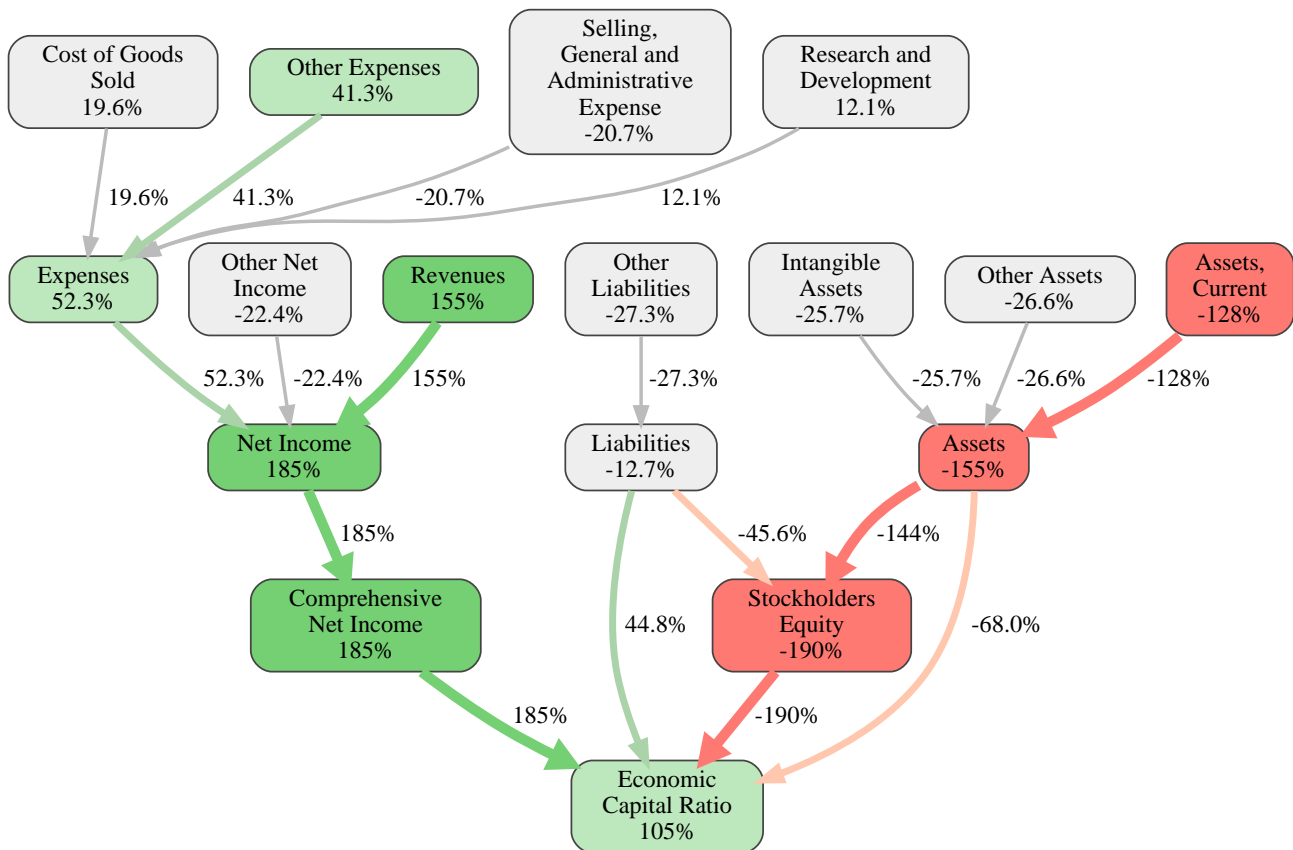 Cost of Goods
Sold
19.6%
Other Expenses
41.3%
Selling,
General and
Administrative
Expense
-20.7%
Research and
Development
12.1%
19.6%
41.3%
-20.7%
12.1%
Expenses
52.3%
Other Net
Income
-22.4%
Revenues
155%
Other
Liabilities
-27.3%
Intangible
Assets
-25.7%
Other Assets
-26.6%
Assets,
Current
-128%
52.3%
-22.4%
155%
-27.3%
-25.7%
-26.6%
-128%
Net Income
185%
Liabilities
-12.7%
Assets
-155%
185%
-45.6%
-144%
Comprehensive
Net Income
185%
44.8%
Stockholders
Equity
-190%
-68.0%
185%
-190%
Economic
Capital Ratio
105%